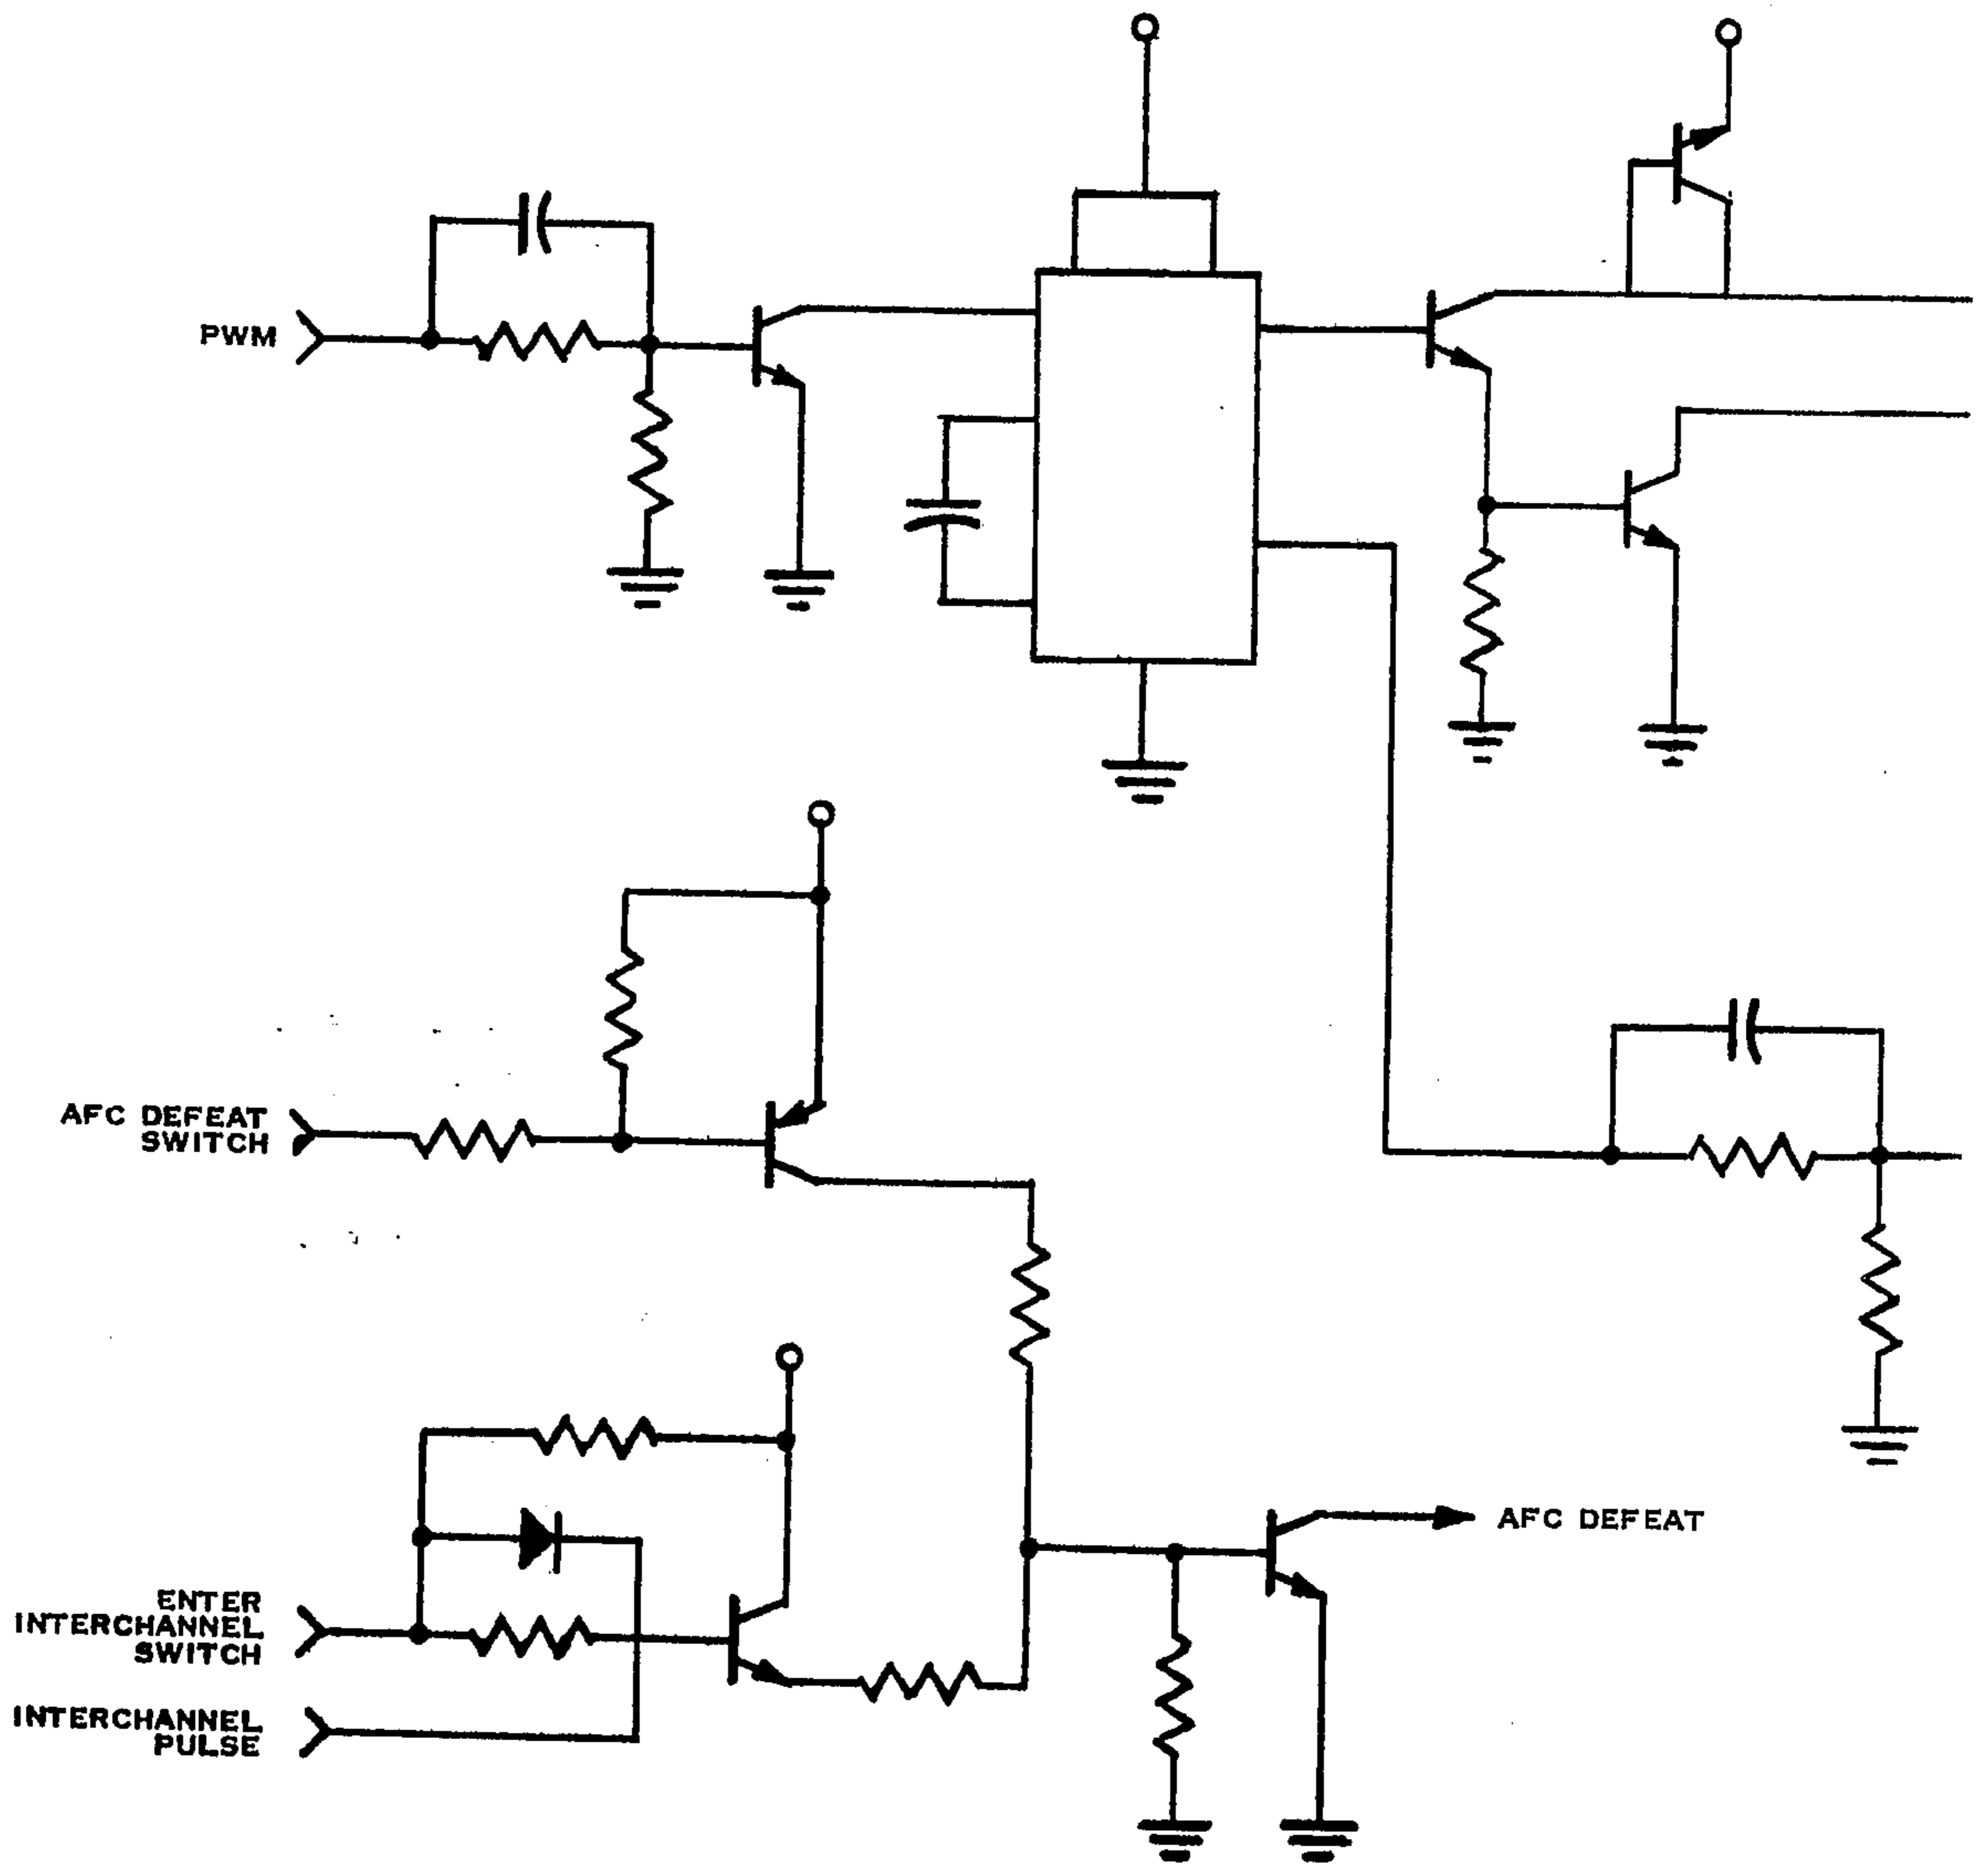 PWM
AFC DEFEAT
SWITCH
AFC DEFEAT
ENTER
INTERCHANNEL
SWITCH
INTERCHANNEL
PULSE